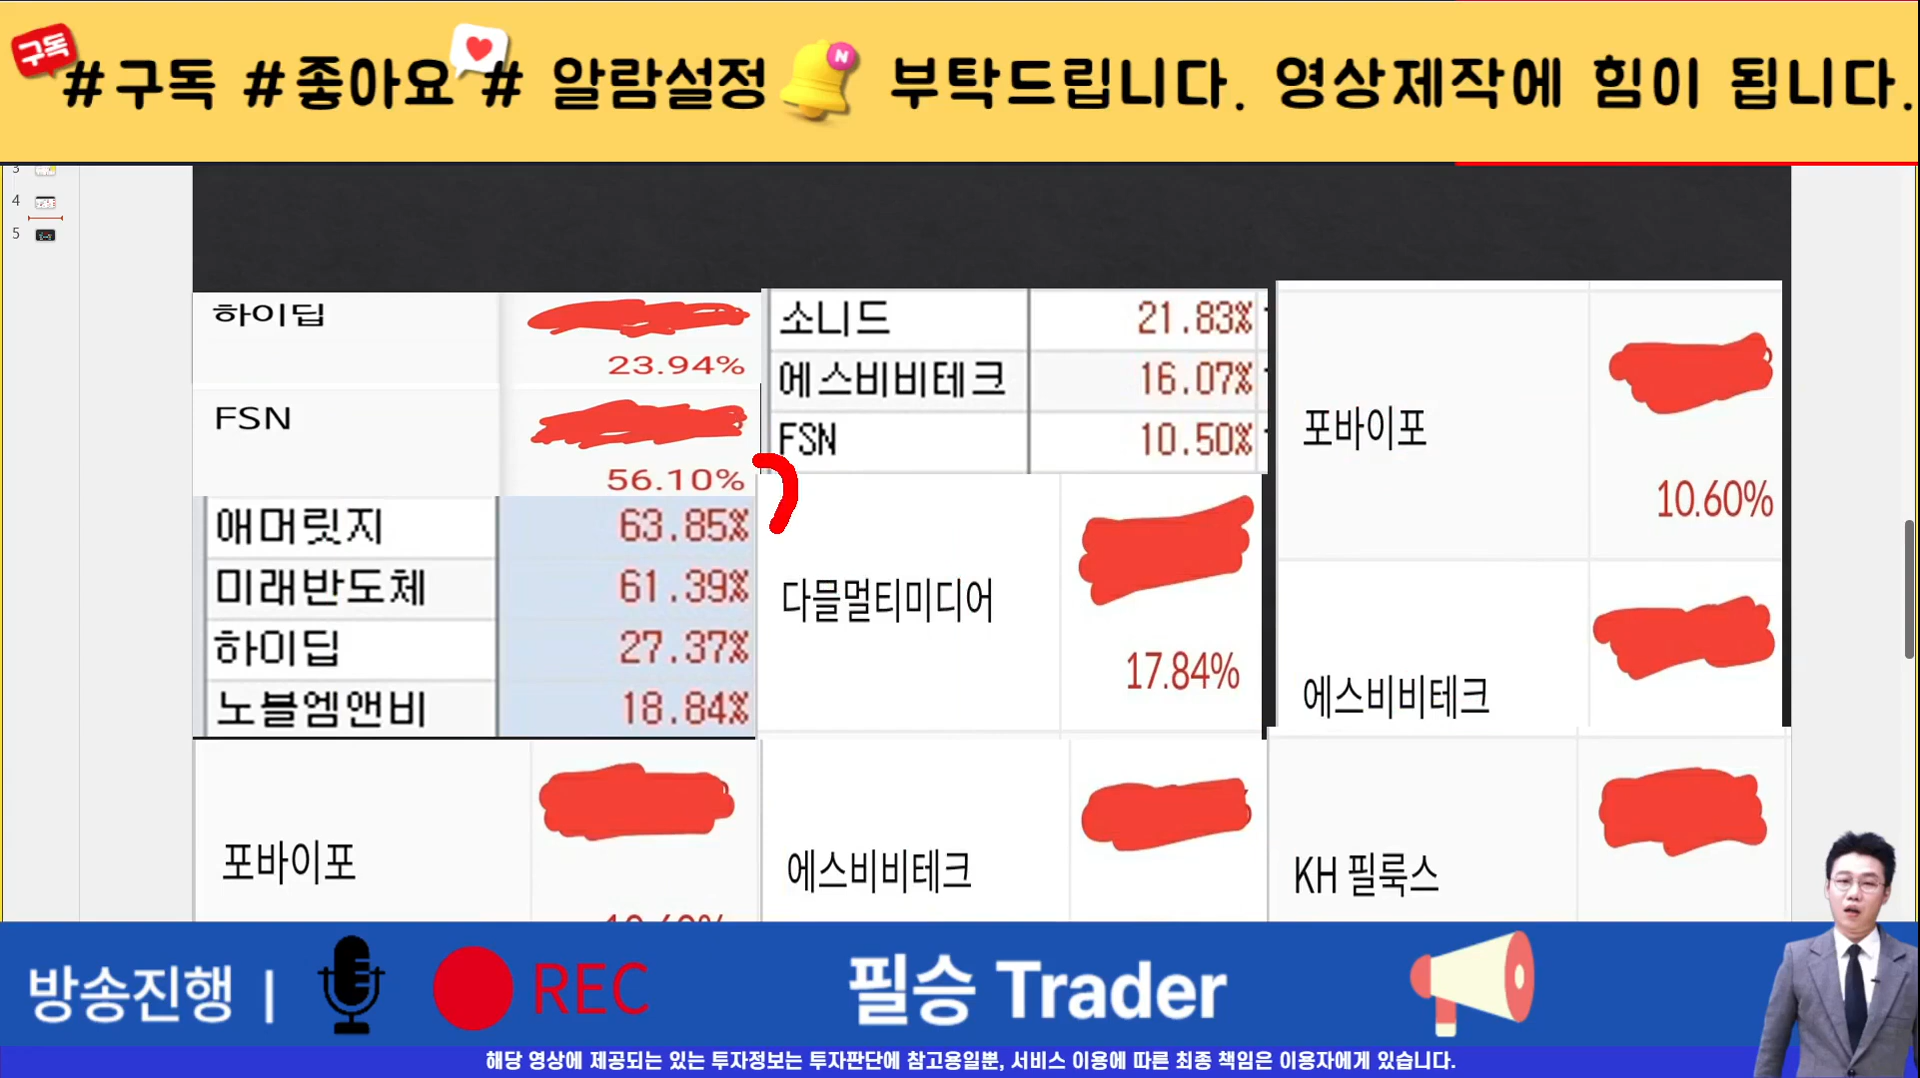 구독
#구독 #좋아요 # 알람설정 N 부탁드립니다. 영상제작에 힘이 됩니다.
3
4
5
하이딥
23.94%
FSN
56.10%
애머릿지 63.85%
미래반도체 61.39%
하이딥 27.37%
노블엠앤비 18.84%
소니드 21.83%
에스비비테크 16.07%
FSN 10.50%
다믈멀티미디어
17.84%
포바이포
10.60%
에스비비테크
포바이포
에스비비테크
KH 필룩스
방송진행 | REC 필승 Trader
해당 영상에 제공되는 있는 투자정보는 투자판단에 참고용일뿐, 서비스 이용에 따른 최종 책임은 이용자에게 있습니다.